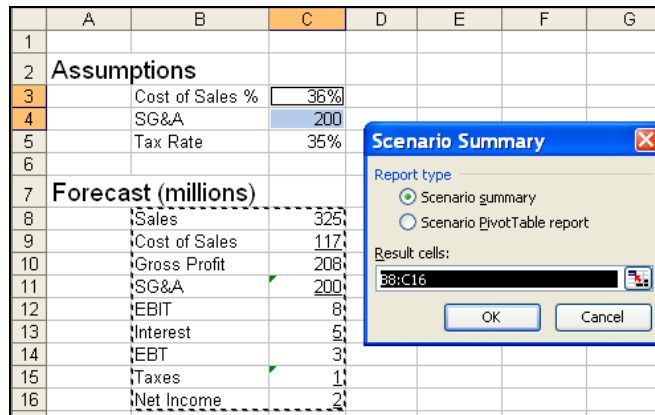 A B C D E F G
1
2 Assumptions
3 Cost of Sales % 36%
4 SG&A 200
5 Tax Rate 35%
6
7 Forecast (millions)
8 Sales 325
9 Cost of Sales 117
10 Gross Profit 208
11 SG&A 200
12 EBIT 8
13 Interest 5
14 EBT 3
15 Taxes 1
16 Net Income 2
Scenario Summary
Report type
Scenario summary
Scenario PivotTable report
Result cells:
B8:C16
OK Cancel